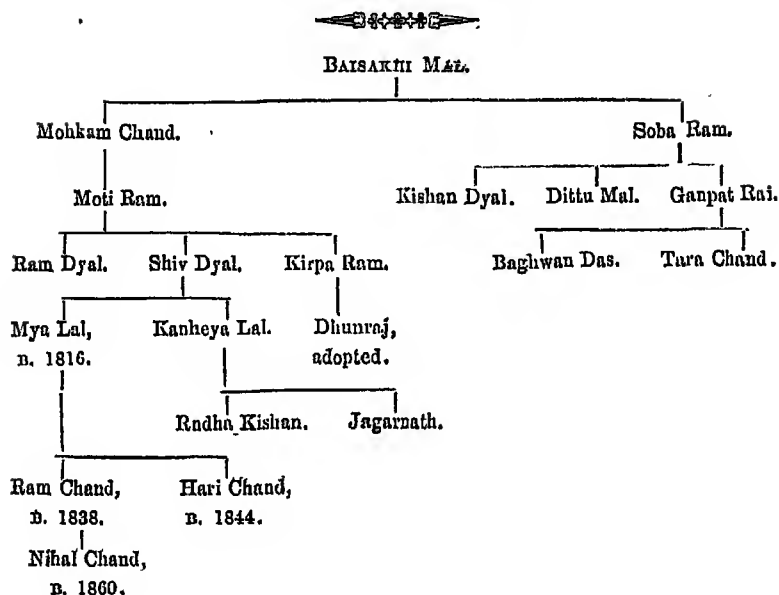 BAISAKHI MAL.
Mohkam Chand. Soba Ram.
Moti Ram. Kishan Dyal. Dittu Mal. Ganpat Rai.
Ram Dyal. Shiv Dyal. Kirpa Ram. Baghwan Das. Tara Chand.
Mya Lal, Kanheya Lal. Dhunraj,
B. 1816. adopted.
Radha Kishan. Jagarnath.
Ram Chand, Hari Chand,
B. 1838. B. 1844.
Nihal Chand,
B. 1860.